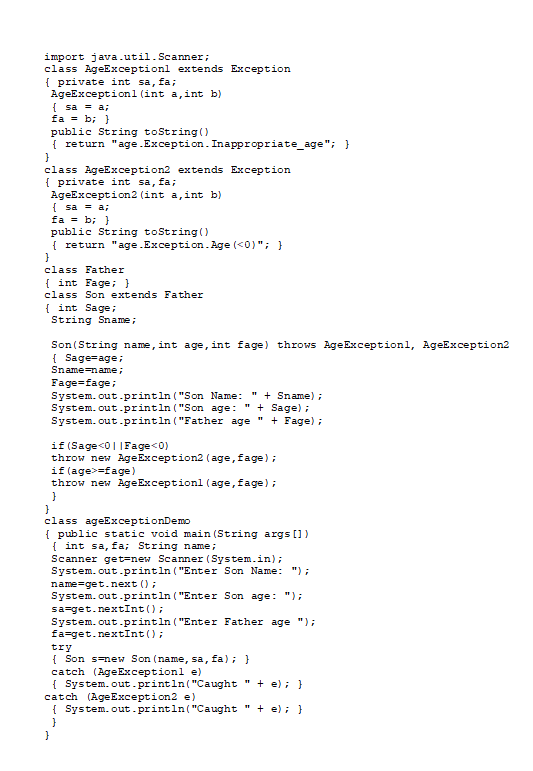 import java.util.Scanner;
class AgeException1 extends Exception
{ private int sa,fa;
AgeException1(int a,int b)
{ sa = a;
fa = b; }
public String toString()
{ return "age.Exception.Inappropriate_age"; }
}
class AgeException2 extends Exception
{ private int sa,fa;
AgeException2(int a,int b)
{ sa = a;
fa = b; }
public String toString()
{ return "age.Exception.Age(<0)"; }
}
class Father
{ int Fage; }
class Son extends Father
{ int Sage;
String Sname;
Son(String name,int age,int fage) throws AgeException1, AgeException2
{ Sage=age;
Sname=name;
Fage=fage;
System.out.println("Son Name: " + Sname);
System.out.println("Son age: " + Sage);
System.out.println("Father age " + Fage);
if(Sage<0||Fage<0)
throw new AgeException2(age,fage);
if(age>=fage)
throw new AgeException1(age,fage);
}
}
class ageExceptionDemo
{ public static void main(String args[])
{ int sa,fa; String name;
Scanner get=new Scanner(System.in);
System.out.println("Enter Son Name: ");
name=get.next();
System.out.println("Enter Son age: ");
sa=get.nextInt();
System.out.println("Enter Father age ");
fa=get.nextInt();
try
{ Son s=new Son(name,sa,fa); }
catch (AgeException1 e)
{ System.out.println("Caught " + e); }
catch (AgeException2 e)
{ System.out.println("Caught " + e); }
}
}